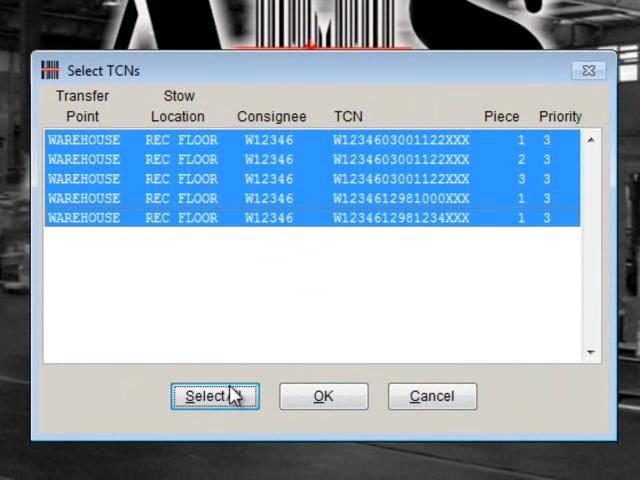 Select TCNs
Transfer Point Stow Location Consignee TCN Piece Priority
WAREHOUSE REC FLOOR W12346 W1234603001122XXX 1 3
WAREHOUSE REC FLOOR W12346 W1234603001122XXX 2 3
WAREHOUSE REC FLOOR W12346 W1234603001122XXX 3 3
WAREHOUSE REC FLOOR W12346 W1234612981000XXX 1 3
WAREHOUSE REC FLOOR W12346 W1234612981234XXX 1 3
Select OK Cancel